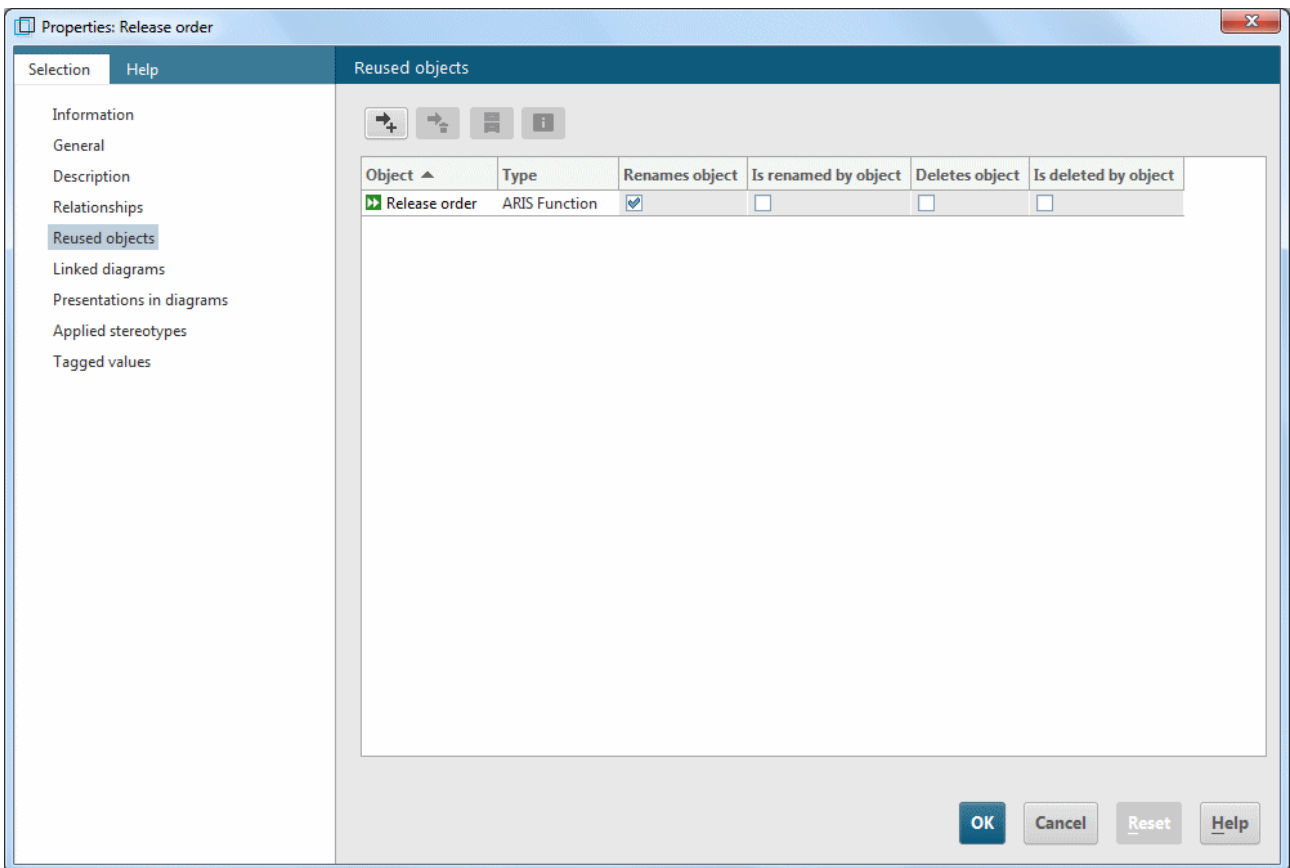 Properties: Release order
Selection Help
Reused objects
Information
General
Description
Relationships
Reused objects
Linked diagrams
Presentations in diagrams
Applied stereotypes
Tagged values
Object Type Renames object Is renamed by object Deletes object Is deleted by object
Release order ARIS Function
OK Cancel Reset Help